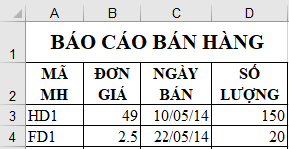 A B C D
1 BÁO CÁO BÁN HÀNG
MÃ ĐƠN NGÀY SỐ
2 MH GIÁ BÁN LƯỢNG
3 HD1 49 10/05/14 150
4 FD1 2.5 22/05/14 20